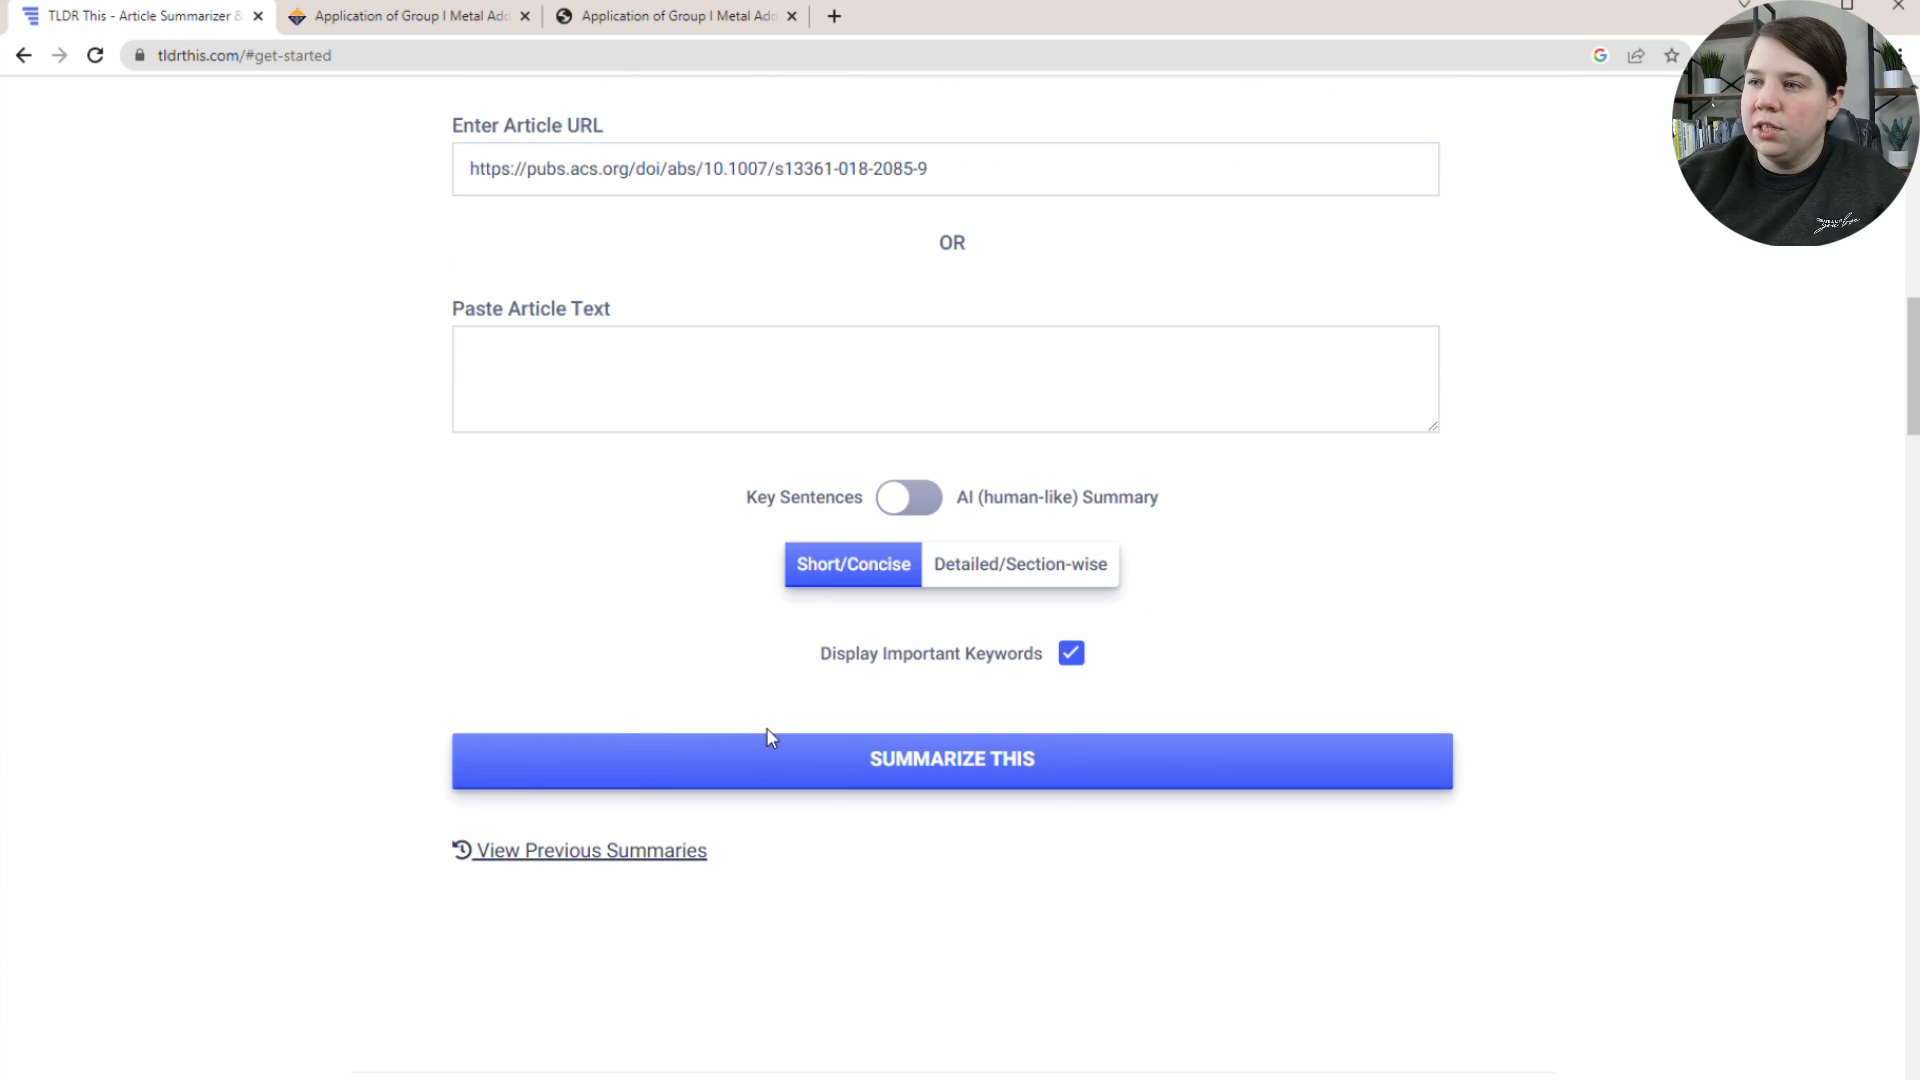 TLDR This - Article Summarizer &
Application of Group I Metal Add
Application of Group I Metal Add
tldrthis.com/#get-started
Enter Article URL
https://pubs.acs.org/doi/abs/10.1007/s13361-018-2085-9
OR
Paste Article Text
Key Sentences
AI (human-like) Summary
Short/Concise
Detailed/Section-wise
Display Important Keywords
SUMMARIZE THIS
View Previous Summaries